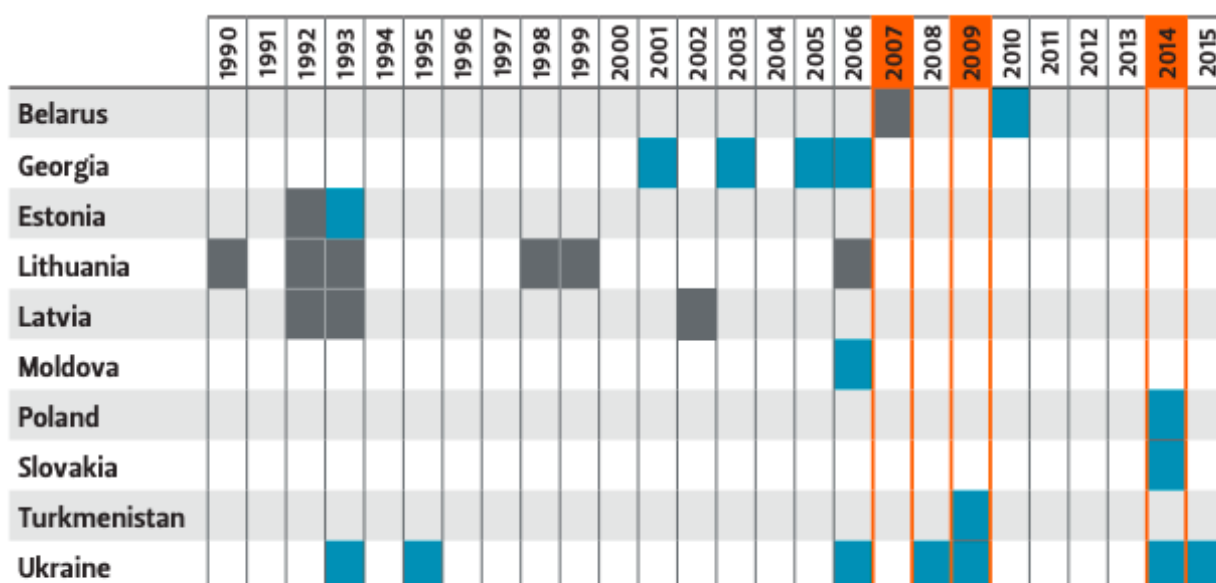 1990 1991 1992 1993 1994 1995 1996 1997 1998 1999 2000 2001 2002 2003 2004 2005 2006 2007 2008 2009 2010 2011 2012 2013 2014 2015
Belarus
Georgia
Estonia
Lithuania
Latvia
Moldova
Poland
Slovakia
Turkmenistan
Ukraine